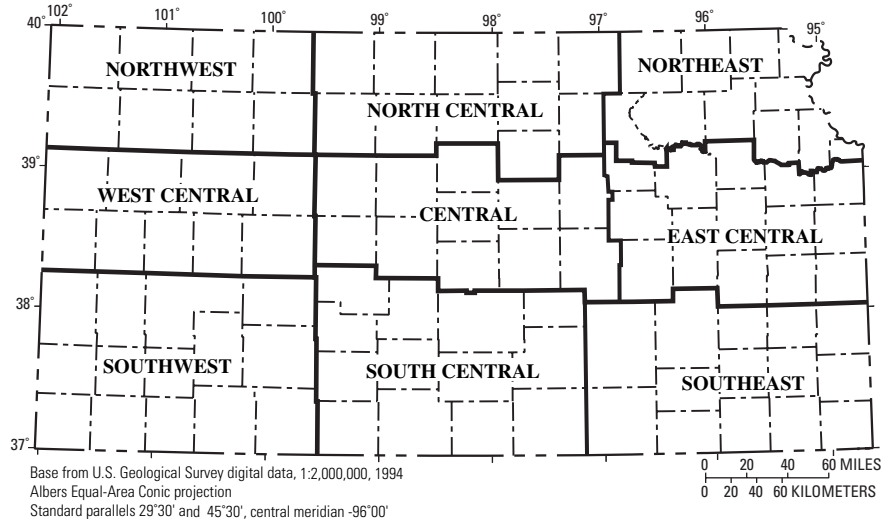 102° 100° 99° 98° 97° 96° 95°
40°
NORTHWEST
NORTHEAST
NORTH CENTRAL
39°
WEST CENTRAL
CENTRAL
EAST CENTRAL
38°
SOUTHWEST
SOUTH CENTRAL
SOUTHEAST
37°
Base from U.S. Geological Survey digital data, 1:2,000,000, 1994
Albers Equal-Area Conic projection
Standard parallels 29°30' and 45°30', central meridian -96°00'
0 20 40 60 MILES
0 20 40 60 KILOMETERS